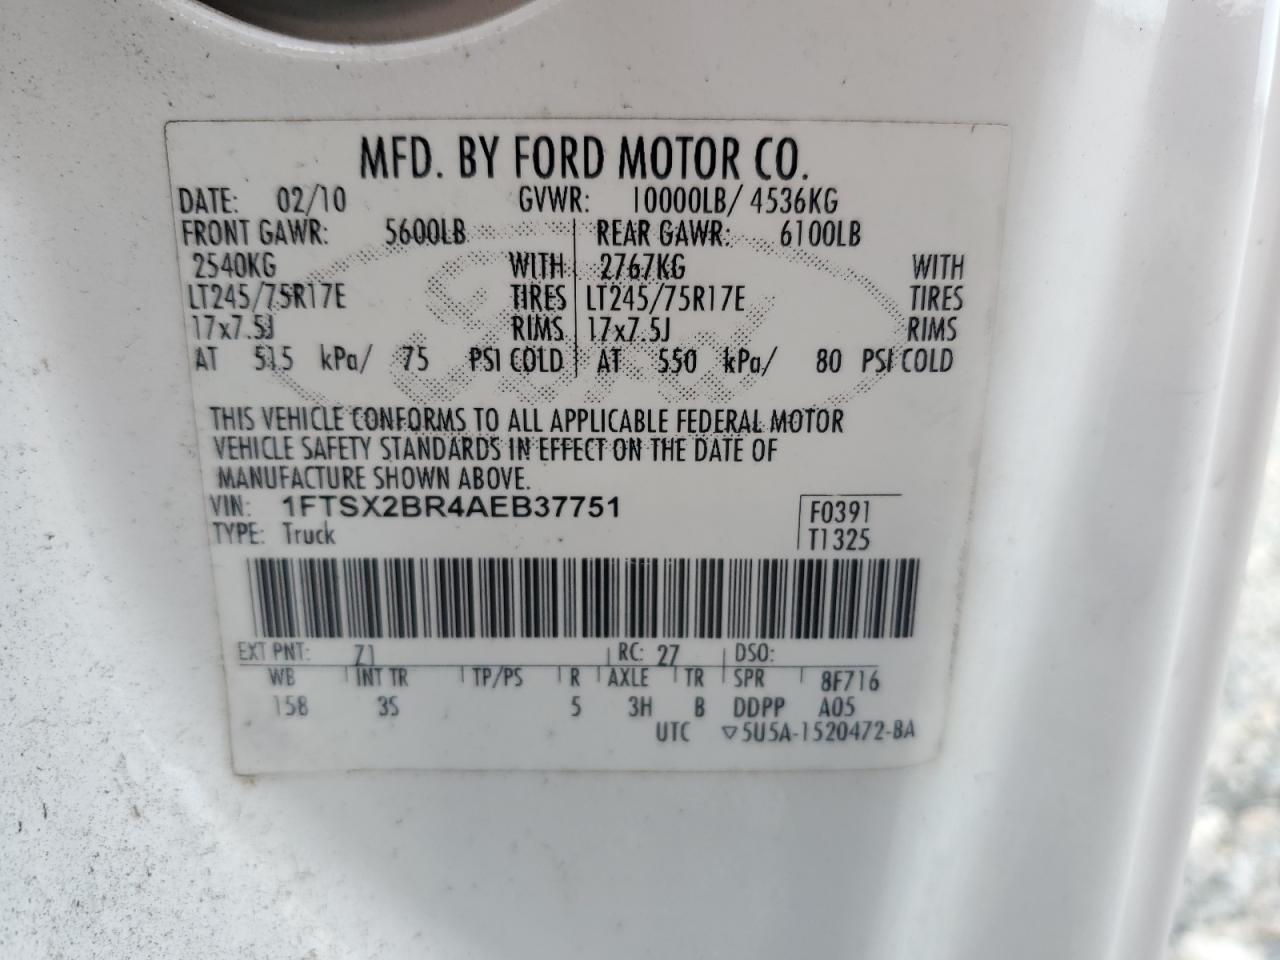 MFD. BY FORD MOTOR CO.
DATE: 02/10 GVWR: 10000LB/ 4536KG
FRONT GAWR: 5600LB REAR GAWR: 6100LB
2540KG WITH 2767KG WITH
LT245/75R17E TIRES LT245/75R17E TIRES
17x7.5J RIMS 17x7.5J RIMS
AT 515 kPa/ 75 PSI COLD AT 550 kPa/ 80 PSI COLD
THIS VEHICLE CONFORMS TO ALL APPLICABLE FEDERAL MOTOR
VEHICLE SAFETY STANDARDS IN EFFECT ON THE DATE OF
MANUFACTURE SHOWN ABOVE.
VIN: 1FTSX2BR4AEB37751 F0391
TYPE: Truck T1325
EXT PNT: Z1 RC: 27 DSO:
WB INT TR TP/PS R AXLE TR SPR 8F716
158 3S 5 3H B DDPP A05
UTC ▽5U5A-1520472-BA
Ford